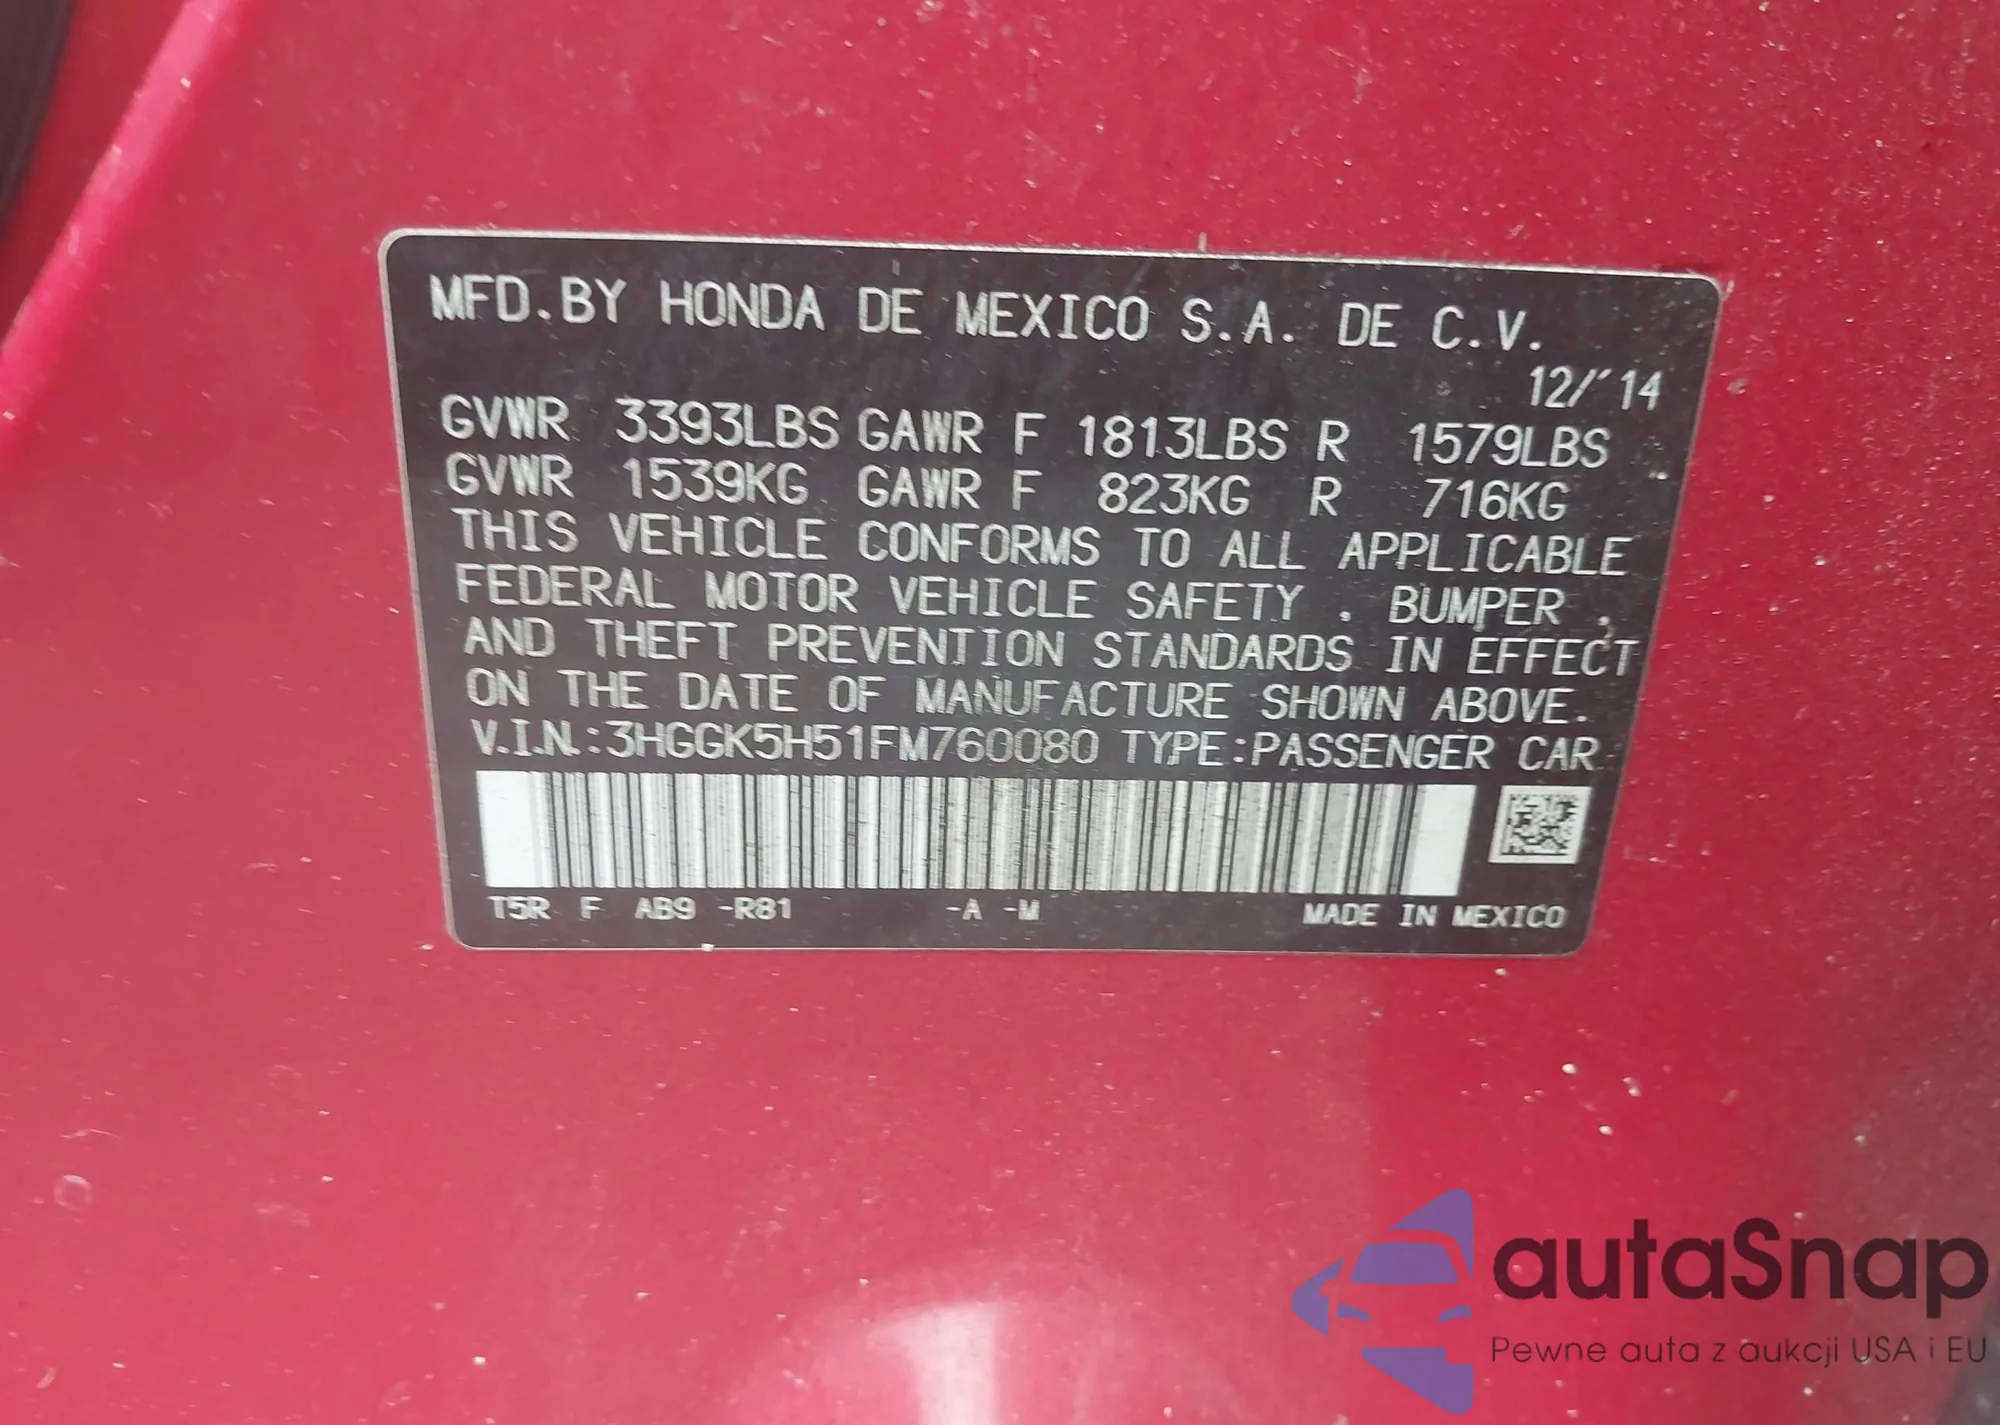 MFD.BY HONDA DE MEXICO S.A. DE C.V.
12/'14
GVWR 3393LBS GAWR F 1813LBS R 1579LBS
GVWR 1539KG GAWR F 823KG R 716KG
THIS VEHICLE CONFORMS TO ALL APPLICABLE
FEDERAL MOTOR VEHICLE SAFETY , BUMPER ,
AND THEFT PREVENTION STANDARDS IN EFFECT
ON THE DATE OF MANUFACTURE SHOWN ABOVE.
V.I.N.:3HGGK5H51FM760080 TYPE:PASSENGER CAR
T5R F AB9 -R81 -A -M MADE IN MEXICO
autaSnap
Pewne auta z aukcji USA i EU